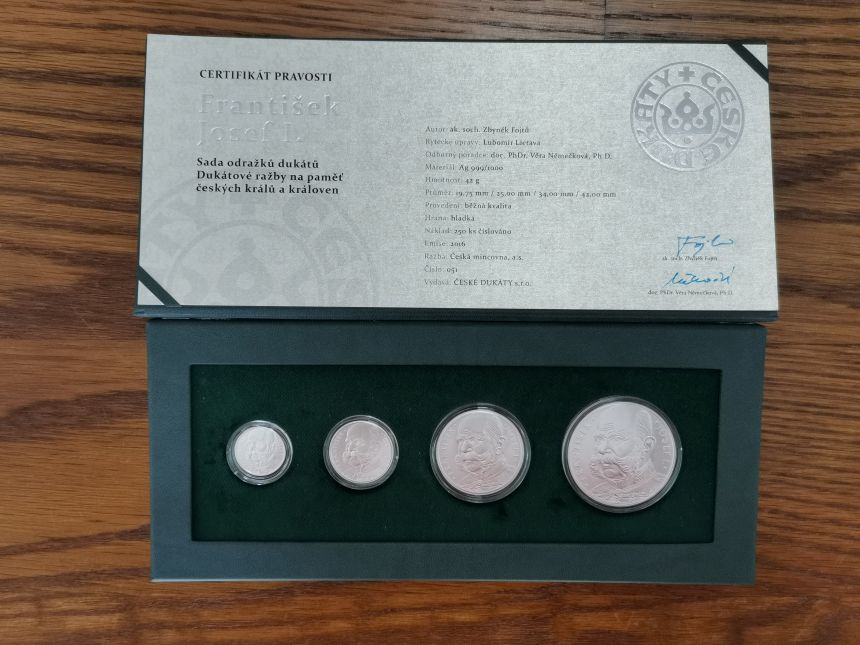 CERTIFIKÁT PRAVOSTI
František
Josef I.
Sada odražků dukátů
Dukátové ražby na paměť
českých králů a královen
Autor: ak. soch. Zbyněk Fojtů
Rytecké úpravy: Lubomír Lietava
Odborný poradce: doc. PhDr. Věra Němečková, Ph.D.
Materiál: Ag 999/1000
Hmotnost: 42 g
Průměr: 19,75 mm / 25,00 mm / 34,00 mm / 42,00 mm
Provedení: běžná kvalita
Hrana: hladká
Náklad: 250 ks číslováno
Emise: 2016
Ražba: Česká mincovna, a.s.
Číslo: 051
Vydává: ČESKÉ DUKÁTY s.r.o.
ČESKÉ DUKÁTY
ak. soch. Zbyněk Fojtů
doc. PhDr. Věra Němečková, Ph.D.
JOSEF I.